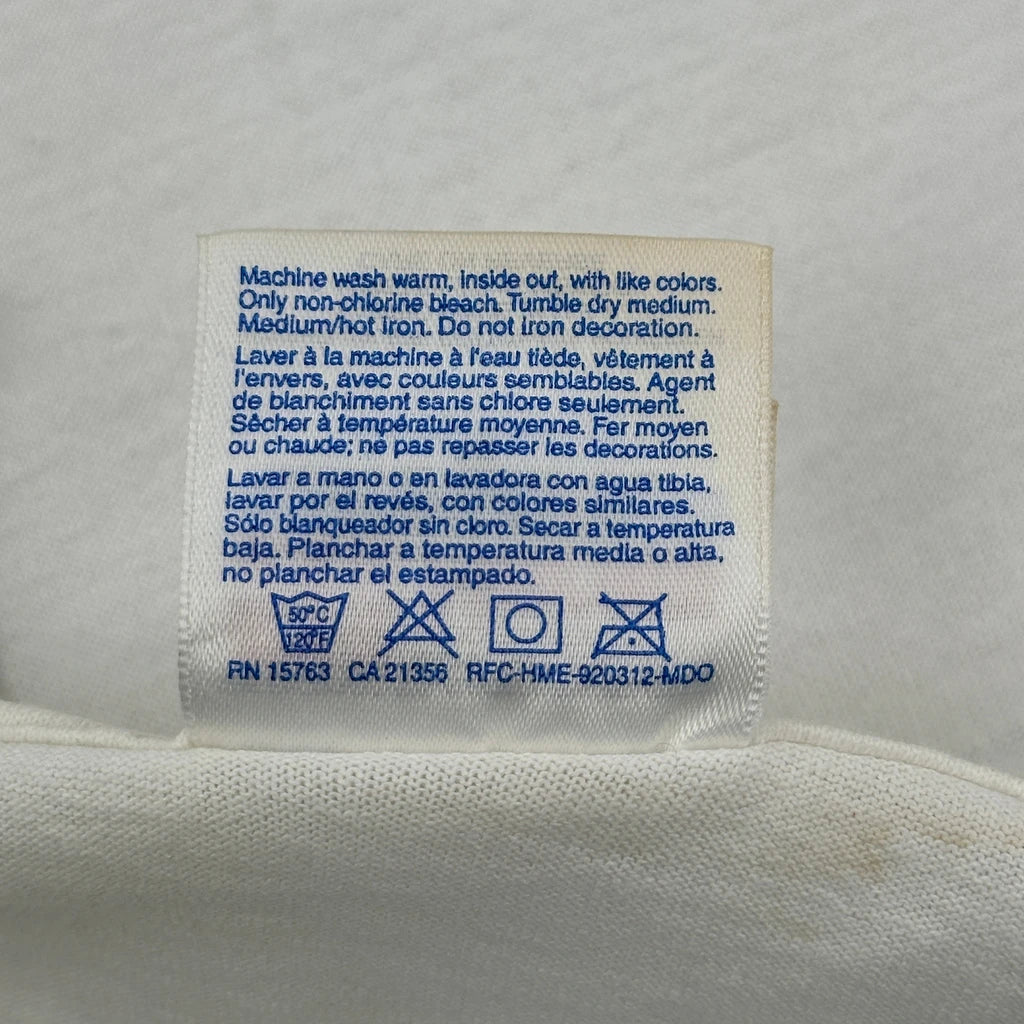 Machine wash warm, inside out, with like colors.
Only non-chlorine bleach. Tumble dry medium.
Medium/hot iron. Do not iron decoration.
Laver à la machine à l'eau tiède, vêtement à
l'envers, avec couleurs semblables. Agent
de blanchiment sans chlore seulement.
Sécher à température moyenne. Fer moyen
ou chaude; ne pas repasser les decorations.
Lavar a mano o en lavadora con agua tibia,
lavar por el revés, con colores similares.
Sólo blanqueador sin cloro. Secar a temperatura
baja. Planchar a temperatura media o alta,
no planchar el estampado.
50°C
120°F
RN 15763 CA 21356 RFC-HME-920312-MDO